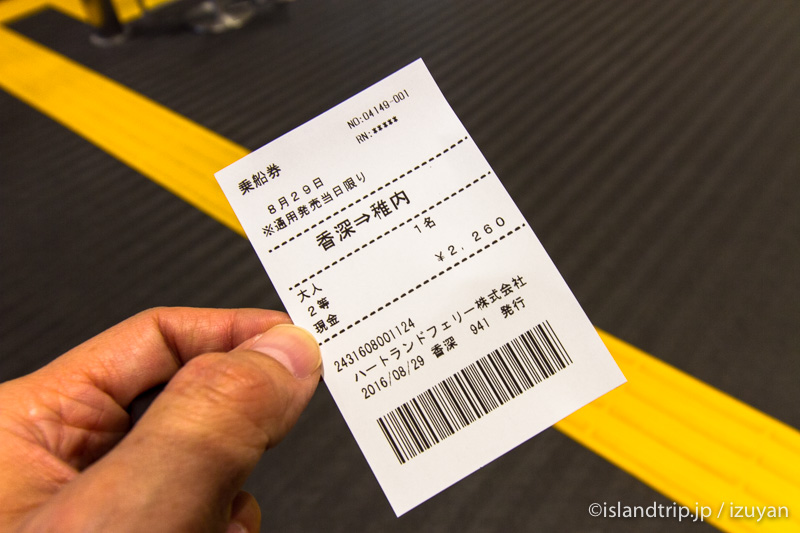 NO:04149-001
RN:*****
乗船券
8月29日
※通用発売当日限り
香深⇒稚内
大人 1名
2等 ¥2,260
現金
2431608001124
ハートランドフェリー株式会社
2016/08/29 香深 941 発行
©islandtrip.jp / izuyan